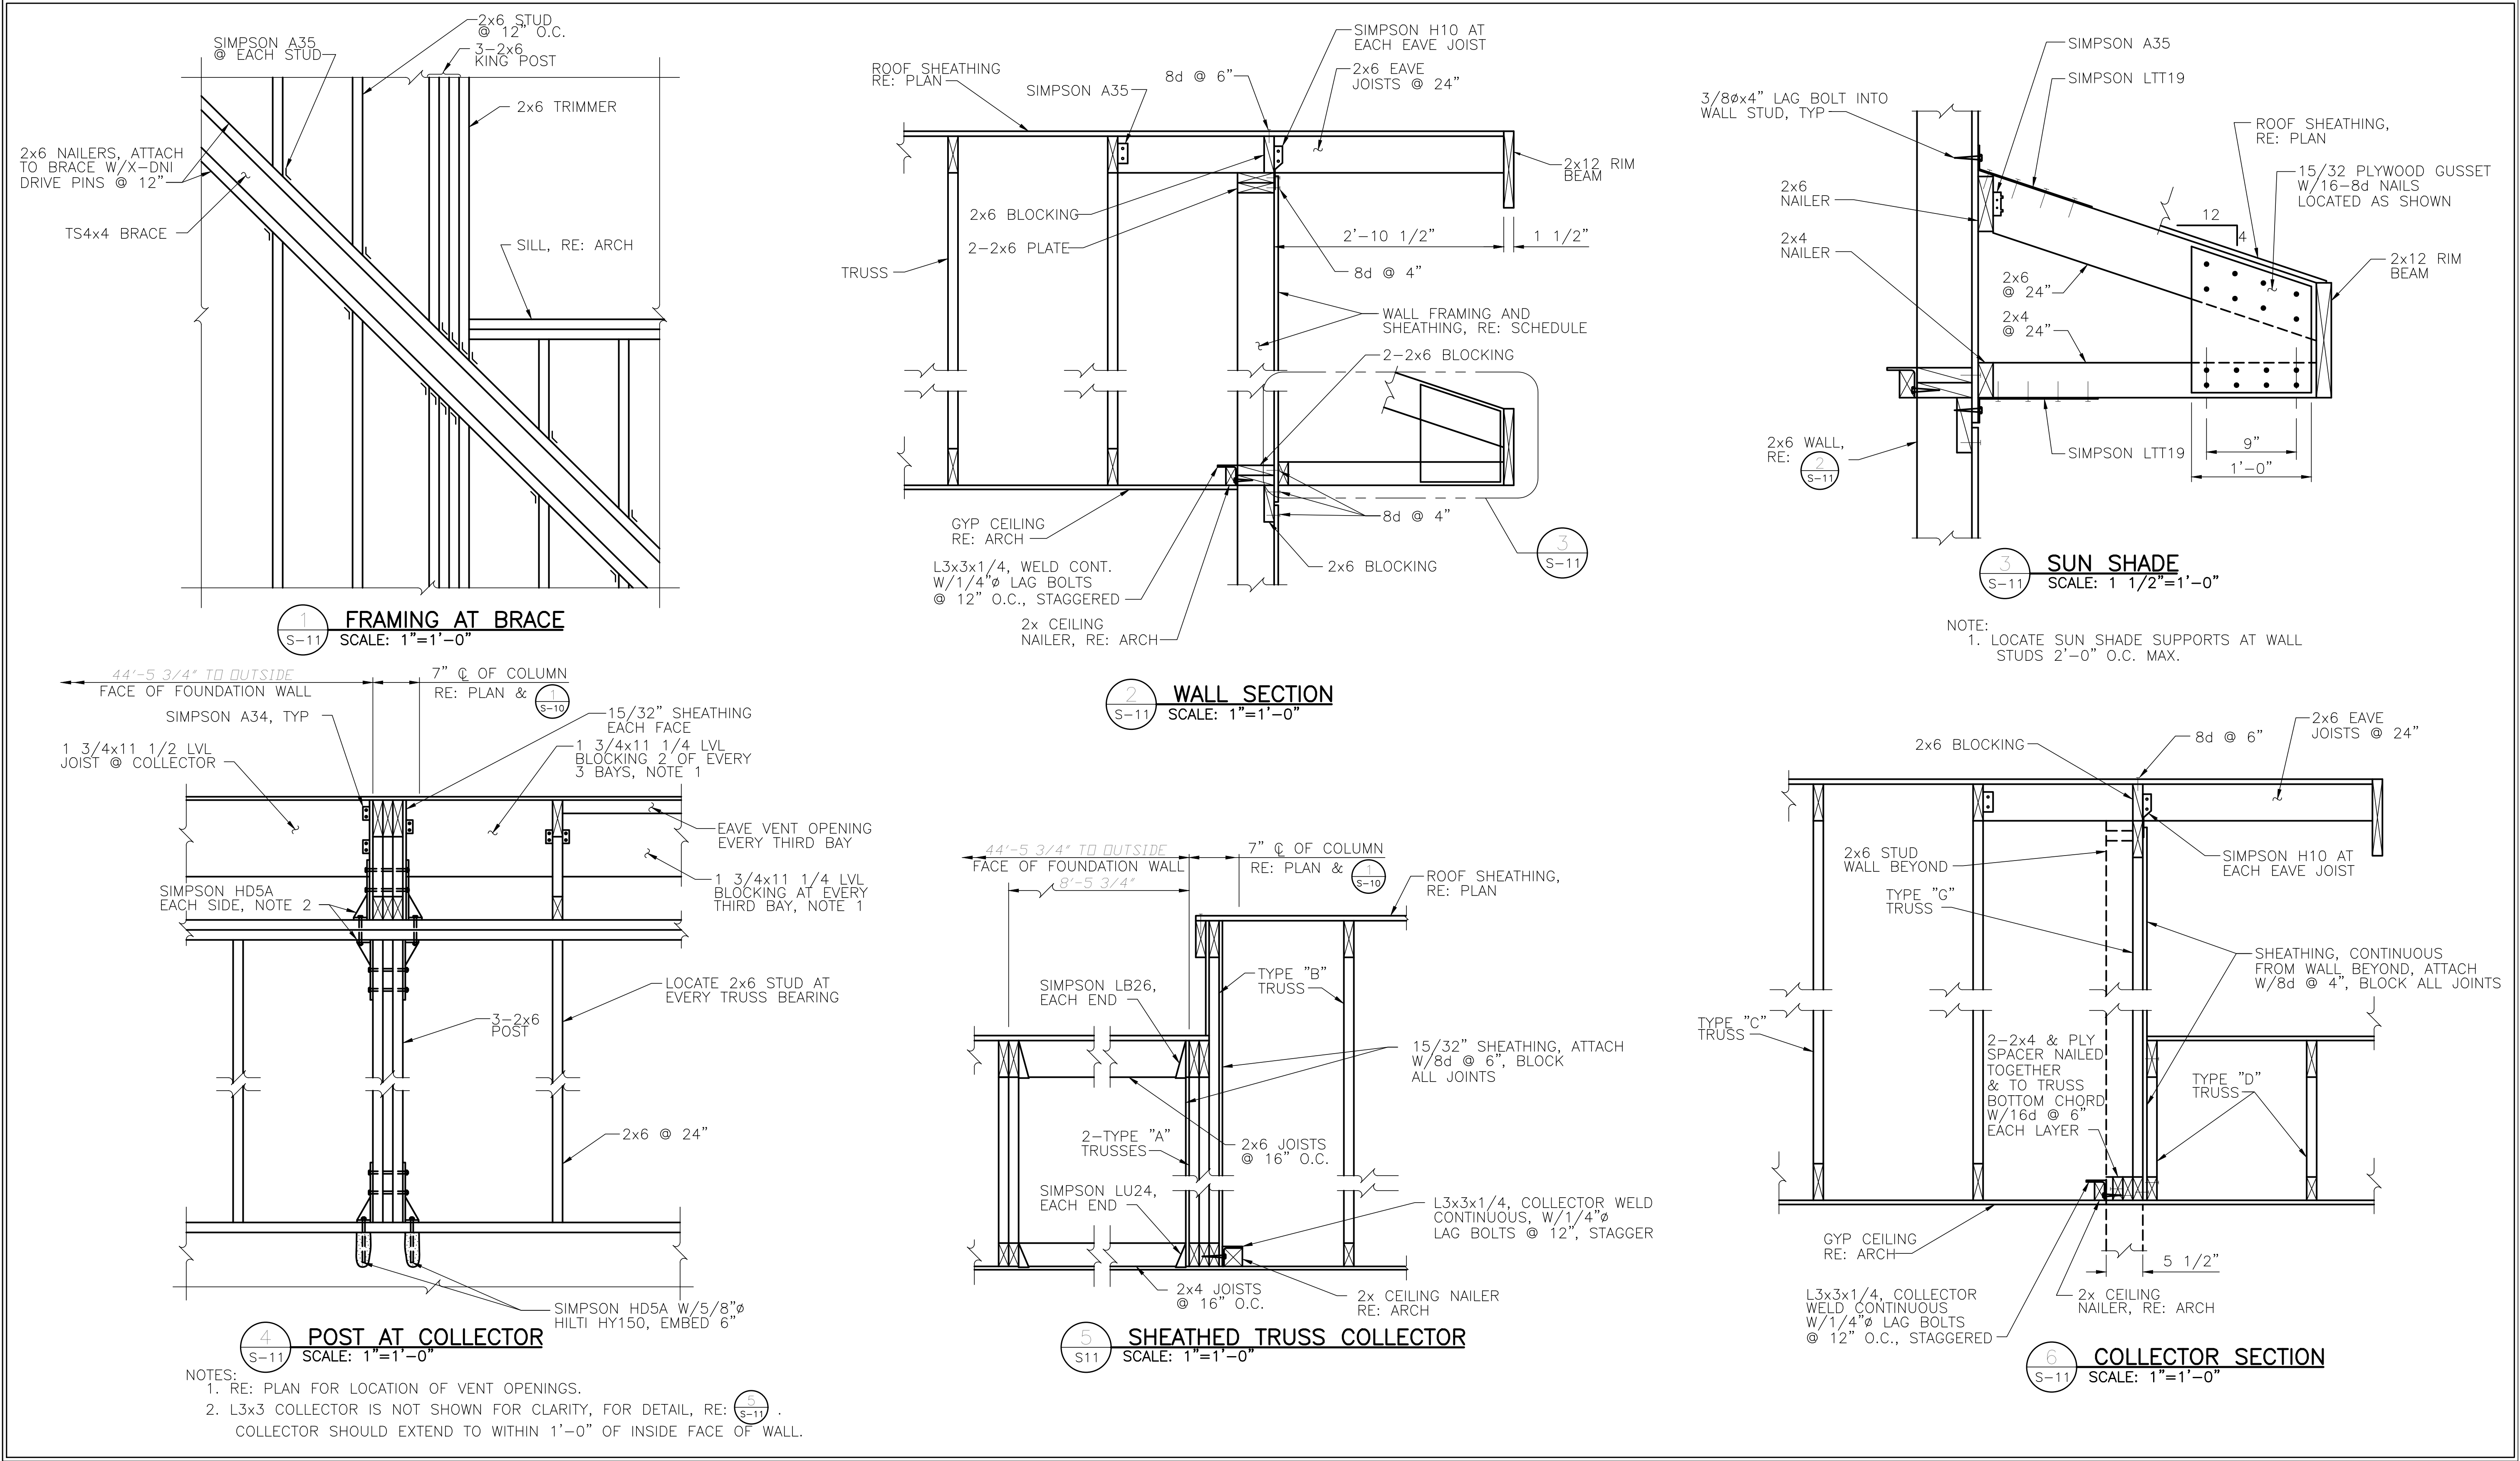 2x6 STUD
@ 12" O.C.
SIMPSON A35
@ EACH STUD
3-2x6
KING POST
2x6 TRIMMER
2x6 NAILERS, ATTACH
TO BRACE W/X-DNI
DRIVE PINS @ 12"
TS4x4 BRACE
SILL, RE: ARCH
1
S-11
FRAMING AT BRACE
SCALE: 1"=1'-0"
SIMPSON H10 AT
EACH EAVE JOIST
ROOF SHEATHING
RE: PLAN
8d @ 6"
2x6 EAVE
JOISTS @ 24"
SIMPSON A35
2x12 RIM
BEAM
2x6 BLOCKING
2-2x6 PLATE
2'-10 1/2"
1 1/2"
TRUSS
8d @ 4"
WALL FRAMING AND
SHEATHING, RE: SCHEDULE
2-2x6 BLOCKING
GYP CEILING
RE: ARCH
8d @ 4"
3
S-11
L3x3x1/4, WELD CONT.
W/1/4"ø LAG BOLTS
@ 12" O.C., STAGGERED
2x6 BLOCKING
2x CEILING
NAILER, RE: ARCH
2
S-11
WALL SECTION
SCALE: 1"=1'-0"
SIMPSON A35
SIMPSON LTT19
3/8øx4" LAG BOLT INTO
WALL STUD, TYP
ROOF SHEATHING,
RE: PLAN
15/32 PLYWOOD GUSSET
W/16-8d NAILS
LOCATED AS SHOWN
2x6
NAILER
12
4
2x4
NAILER
2x12 RIM
BEAM
2x6
@ 24"
2x4
@ 24"
2x6 WALL,
RE:
2
S-11
SIMPSON LTT19
9"
1'-0"
3
S-11
SUN SHADE
SCALE: 1 1/2"=1'-0"
NOTE:
1. LOCATE SUN SHADE SUPPORTS AT WALL
STUDS 2'-0" O.C. MAX.
44'-5 3/4" TO OUTSIDE
FACE OF FOUNDATION WALL
7" ℄ OF COLUMN
RE: PLAN &
1
S-10
SIMPSON A34, TYP
15/32" SHEATHING
EACH FACE
1 3/4x11 1/2 LVL
JOIST @ COLLECTOR
1 3/4x11 1/4 LVL
BLOCKING 2 OF EVERY
3 BAYS, NOTE 1
EAVE VENT OPENING
EVERY THIRD BAY
SIMPSON HD5A
EACH SIDE, NOTE 2
1 3/4x11 1/4 LVL
BLOCKING AT EVERY
THIRD BAY, NOTE 1
LOCATE 2x6 STUD AT
EVERY TRUSS BEARING
3-2x6
POST
2x6 @ 24"
SIMPSON HD5A W/5/8"ø
HILTI HY150, EMBED 6"
4
S-11
POST AT COLLECTOR
SCALE: 1"=1'-0"
NOTES:
1. RE: PLAN FOR LOCATION OF VENT OPENINGS.
2. L3x3 COLLECTOR IS NOT SHOWN FOR CLARITY, FOR DETAIL, RE: 5 S-11 .
COLLECTOR SHOULD EXTEND TO WITHIN 1'-0" OF INSIDE FACE OF WALL.
44'-5 3/4" TO OUTSIDE
FACE OF FOUNDATION WALL
8'-5 3/4"
7" ℄ OF COLUMN
RE: PLAN &
1
S-10
ROOF SHEATHING,
RE: PLAN
SIMPSON LB26,
EACH END
TYPE "B"
TRUSS
15/32" SHEATHING, ATTACH
W/8d @ 6", BLOCK
ALL JOINTS
2-TYPE "A"
TRUSSES
2x6 JOISTS
@ 16" O.C.
SIMPSON LU24,
EACH END
L3x3x1/4, COLLECTOR WELD
CONTINUOUS, W/1/4"ø
LAG BOLTS @ 12", STAGGER
2x4 JOISTS
@ 16" O.C.
2x CEILING NAILER
RE: ARCH
5
S11
SHEATHED TRUSS COLLECTOR
SCALE: 1"=1'-0"
2x6 EAVE
JOISTS @ 24"
2x6 BLOCKING
8d @ 6"
2x6 STUD
WALL BEYOND
SIMPSON H10 AT
EACH EAVE JOIST
TYPE "G"
TRUSS
SHEATHING, CONTINUOUS
FROM WALL BEYOND, ATTACH
W/8d @ 4", BLOCK ALL JOINTS
TYPE "C"
TRUSS
2-2x4 & PLY
SPACER NAILED
TOGETHER
& TO TRUSS
BOTTOM CHORD
W/16d @ 6"
EACH LAYER
TYPE "D"
TRUSS
GYP CEILING
RE: ARCH
5 1/2"
L3x3x1/4, COLLECTOR
WELD CONTINUOUS
W/1/4"ø LAG BOLTS
@ 12" O.C., STAGGERED
2x CEILING
NAILER, RE: ARCH
6
S-11
COLLECTOR SECTION
SCALE: 1"=1'-0"